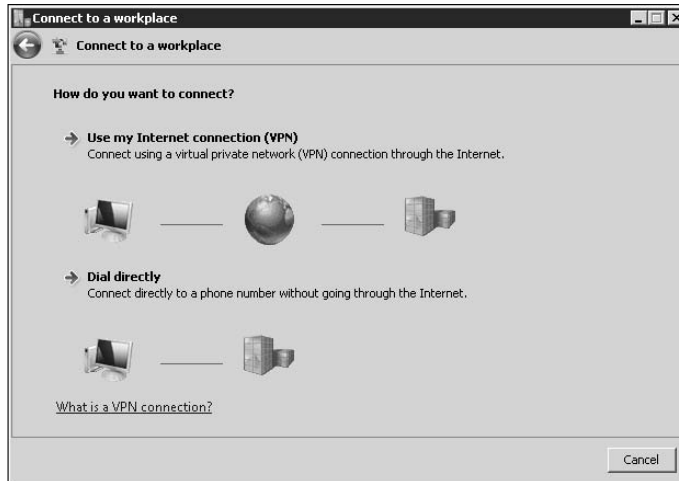 Connect to a workplace
Connect to a workplace
How do you want to connect?
Use my Internet connection (VPN)
Connect using a virtual private network (VPN) connection through the Internet.
Dial directly
Connect directly to a phone number without going through the Internet.
What is a VPN connection?
Cancel